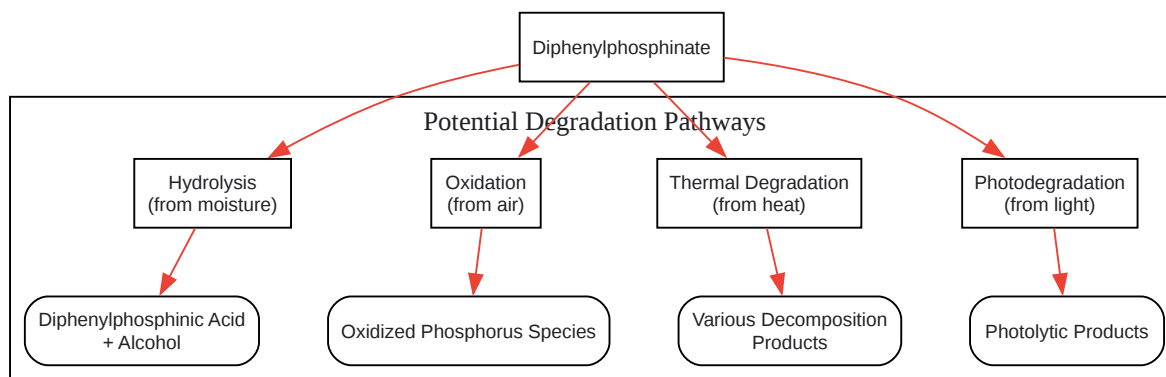 Diphenylphosphinate
Potential Degradation Pathways
Hydrolysis
(from moisture)
Oxidation
(from air)
Thermal Degradation
(from heat)
Photodegradation
(from light)
Diphenylphosphinic Acid
+ Alcohol
Oxidized Phosphorus Species
Various Decomposition
Products
Photolytic Products